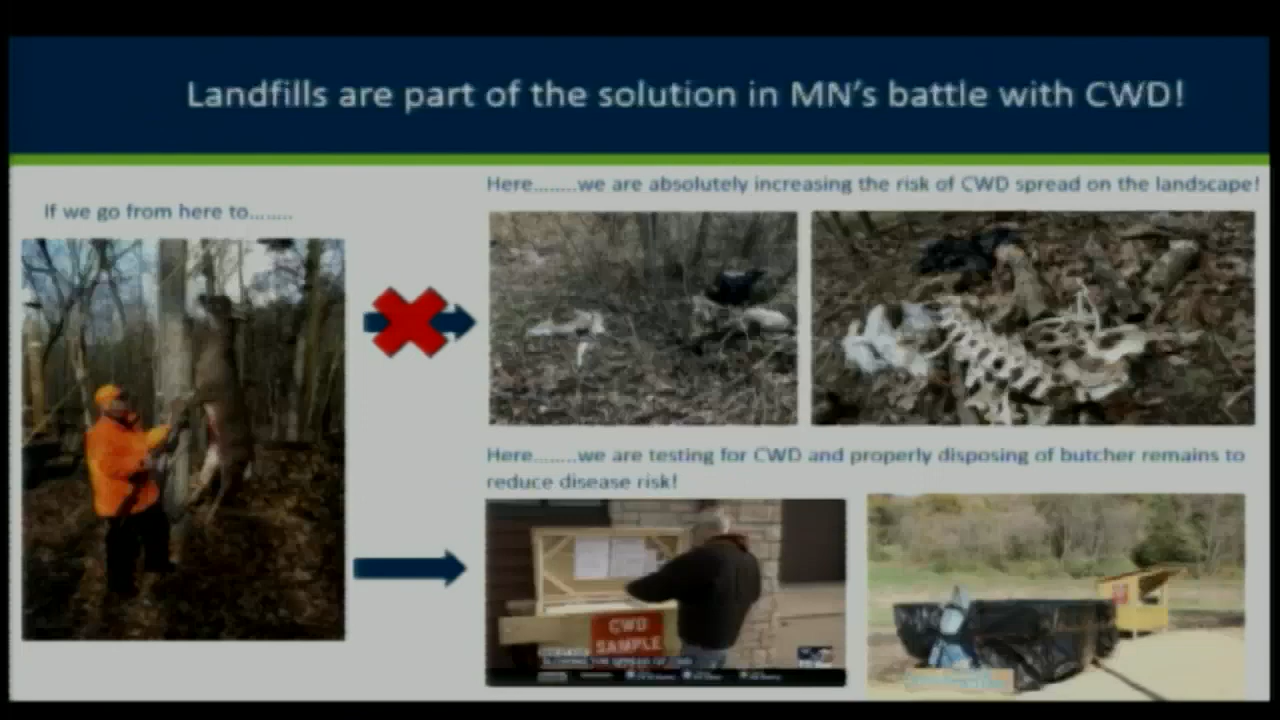 Landfills are part of the solution in MN's battle with CWD!
If we go from here to........
Here........we are absolutely increasing the risk of CWD spread on the landscape!
Here........we are testing for CWD and properly disposing of butcher remains to
reduce disease risk!
CWD
SAMPLE